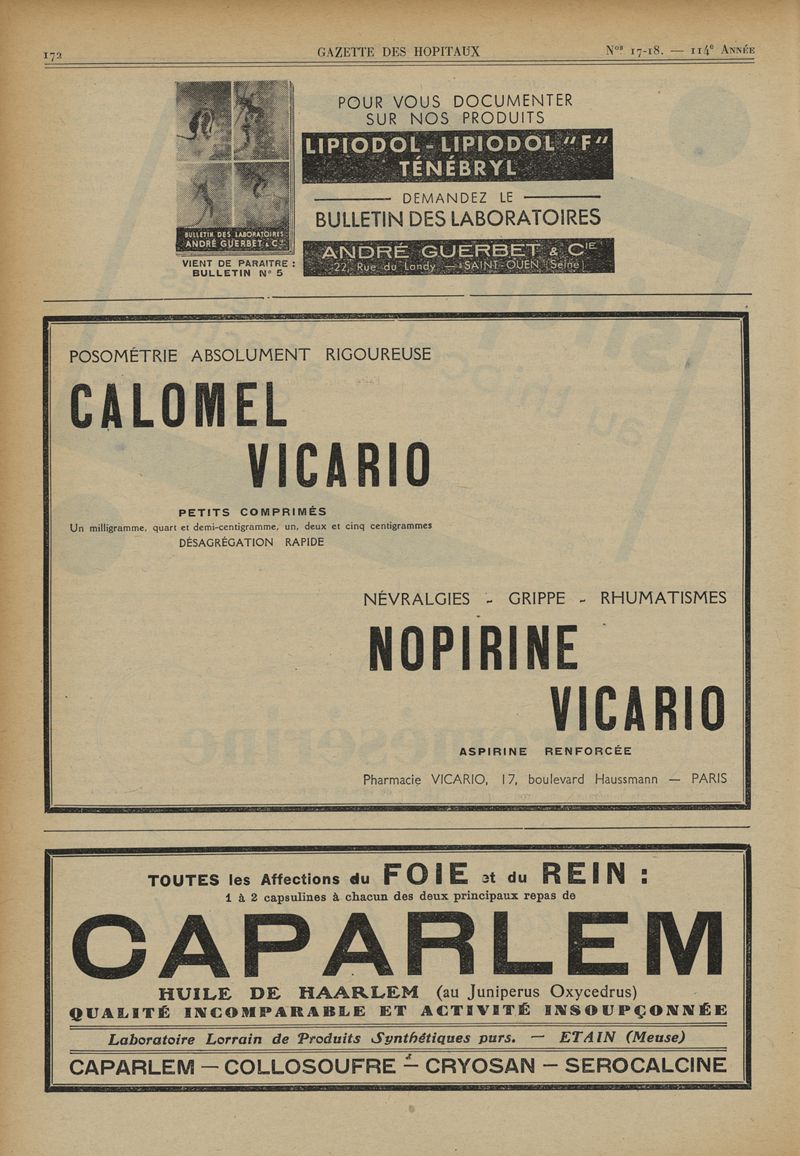 172
GAZETTE DES HOPITAUX
Nos 17-18. — 114e ANNÉE
POUR VOUS DOCUMENTER
SUR NOS PRODUITS
LIPIODOL - LIPIODOL "F"
TÉNÉBRYL
DEMANDEZ LE
BULLETIN DES LABORATOIRES
ANDRÉ GUERBET & CIE
22, Rue du Landy — SAINT-OUEN (Seine)
BULLETIN DES LABORATOIRES
ANDRÉ GUERBET & Cie
VIENT DE PARAITRE :
BULLETIN N° 5
POSOMÉTRIE ABSOLUMENT RIGOUREUSE
CALOMEL
VICARIO
PETITS COMPRIMÉS
Un milligramme, quart et demi-centigramme, un, deux et cinq centigrammes
DÉSAGRÉGATION RAPIDE
NÉVRALGIES - GRIPPE - RHUMATISMES
NOPIRINE
VICARIO
ASPIRINE RENFORCÉE
Pharmacie VICARIO, 17, boulevard Haussmann — PARIS
TOUTES les Affections du FOIE et du REIN :
1 à 2 capsulines à chacun des deux principaux repas de
CAPARLEM
HUILE DE HAARLEM (au Juniperus Oxycedrus)
QUALITÉ INCOMPARABLE ET ACTIVITÉ INSOUPÇONNÉE
Laboratoire Lorrain de Produits Synthétiques purs. — ETAIN (Meuse)
CAPARLEM — COLLOSOUFRE — CRYOSAN — SEROCALCINE